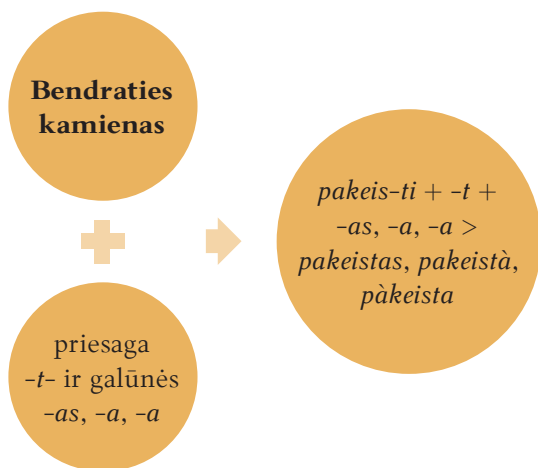 Bendraties
kamienas
priesaga
-t- ir galūnės
-as, -a, -a
pakeis-ti + -t +
-as, -a, -a >
pakeistas, pakeistà,
pàkeista